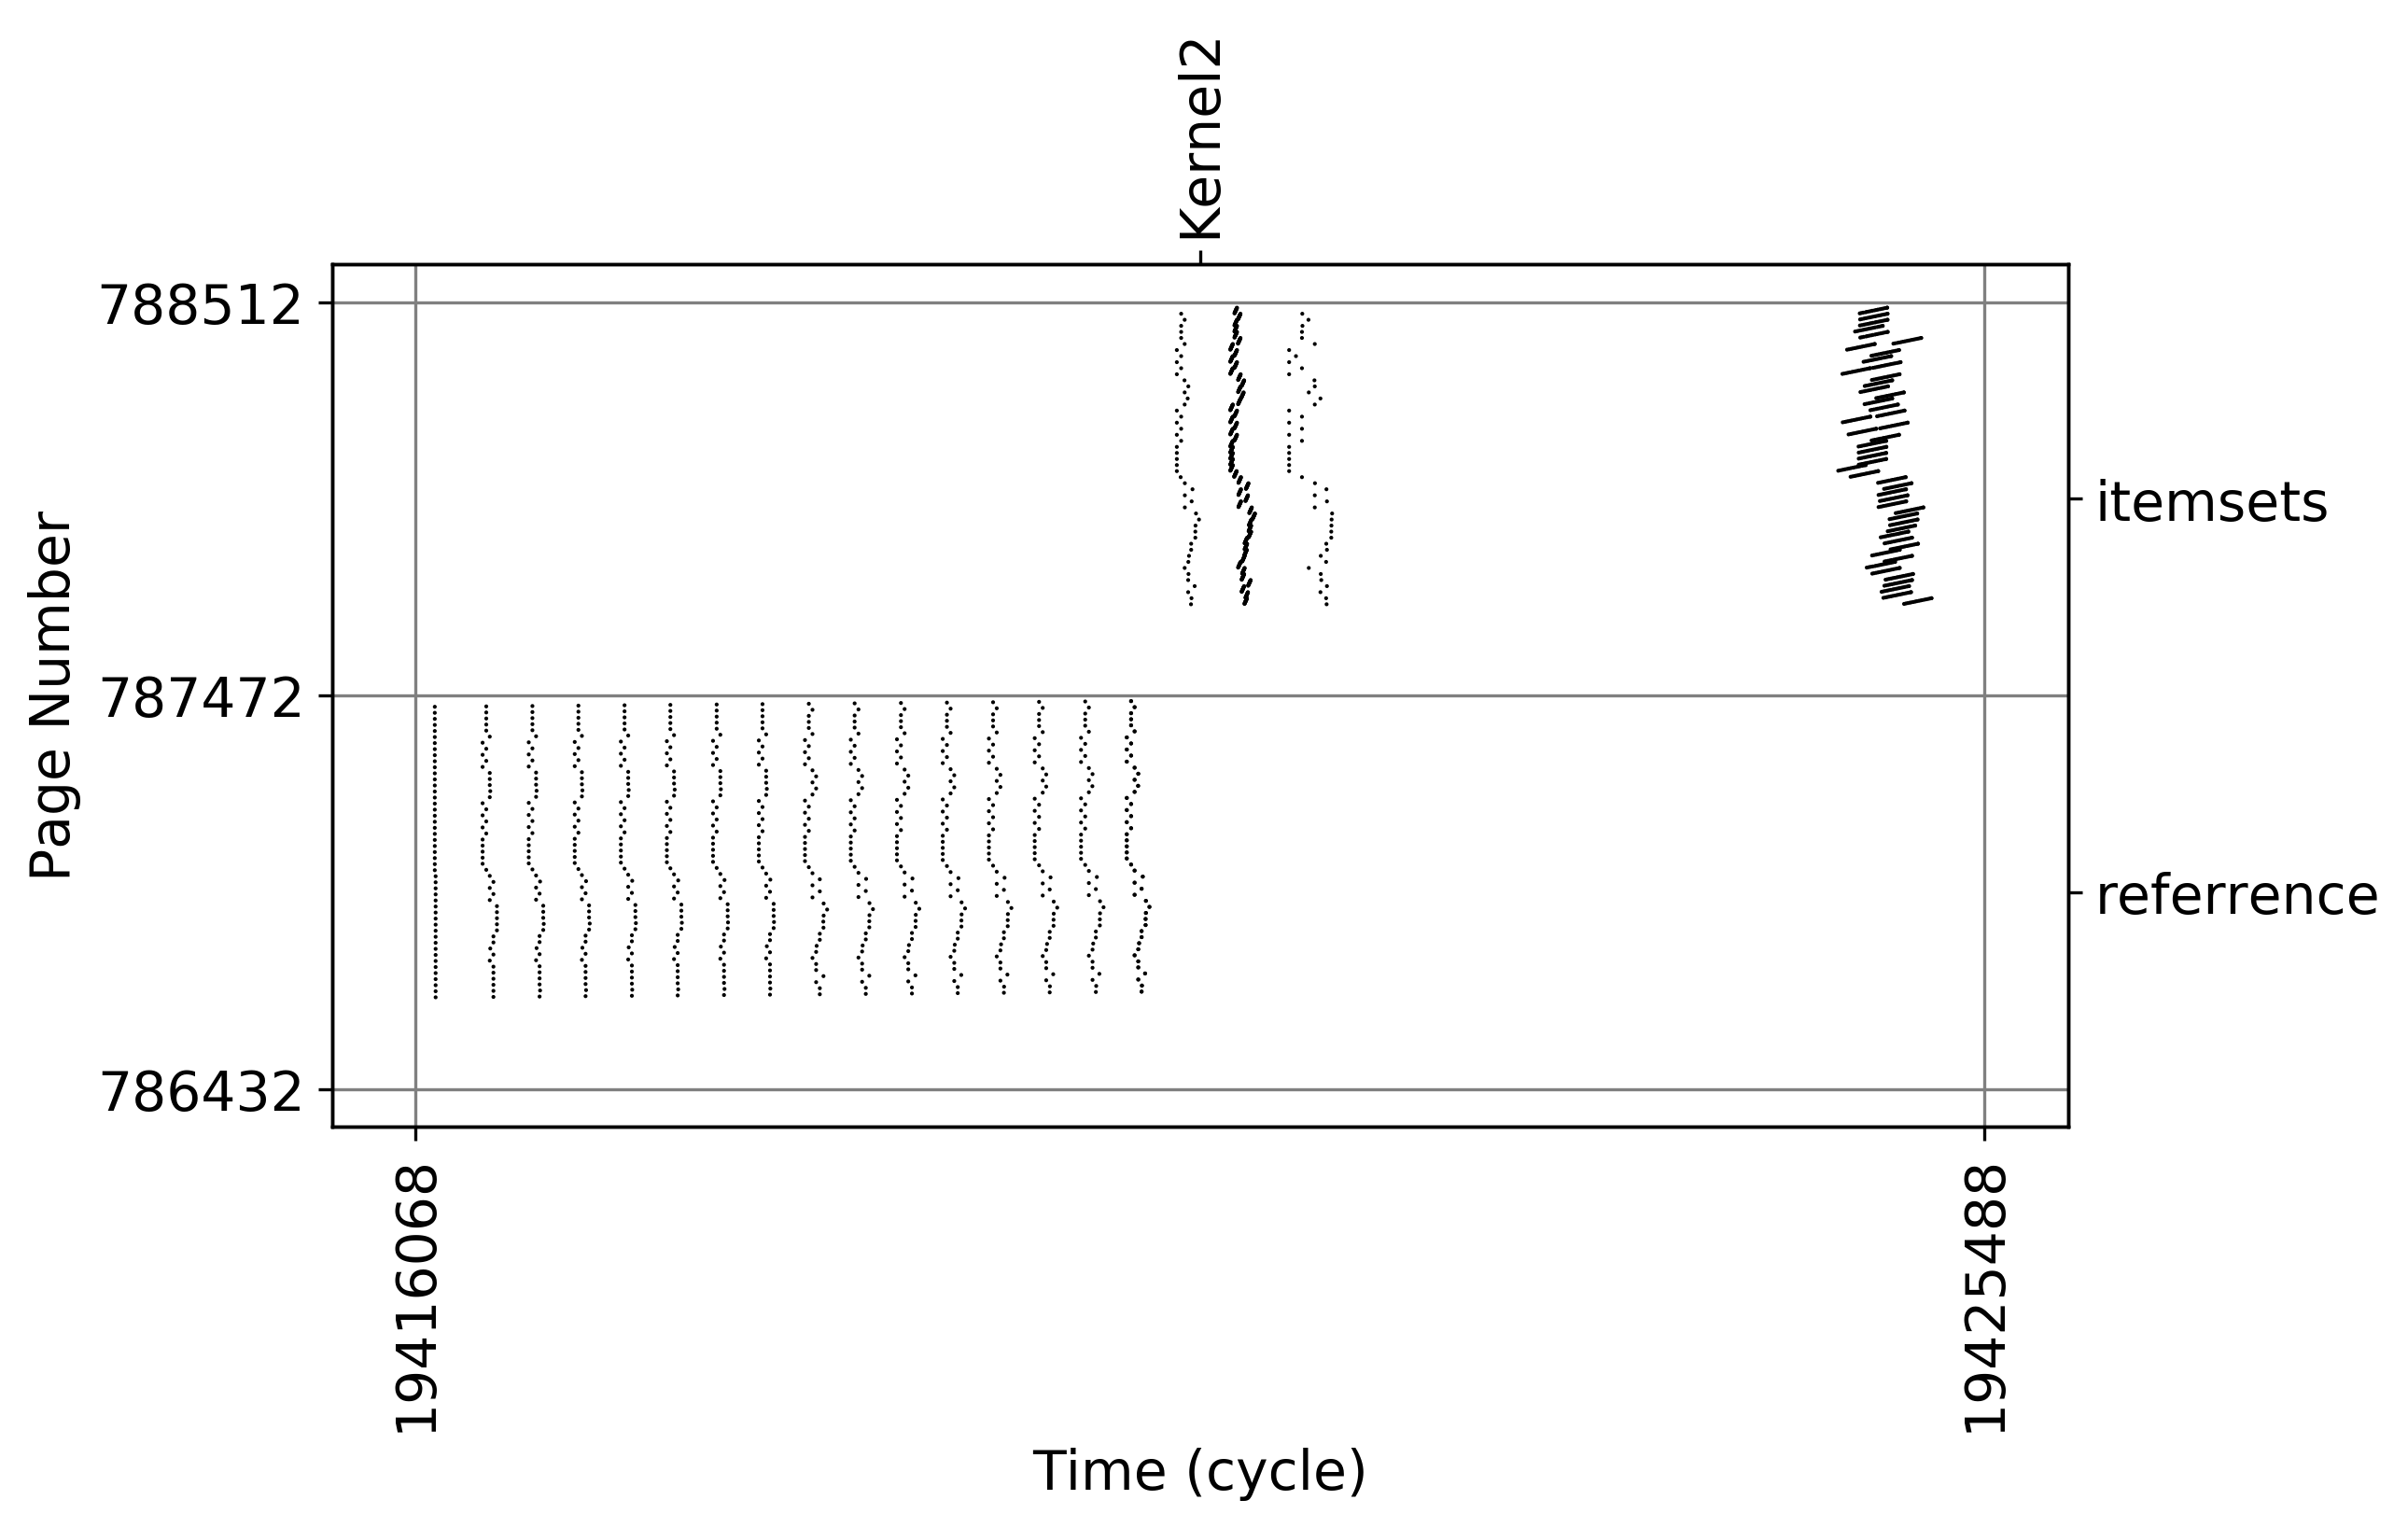 Kernel2
788512
787472
786432
Page Number
itemsets
referrence
19416068
19425488
Time (cycle)